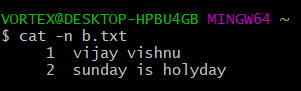 VORTEX@DESKTOP-HPBU4GB MINGW64 ~
$ cat -n b.txt
     1  vijay vishnu
     2  sunday is holyday